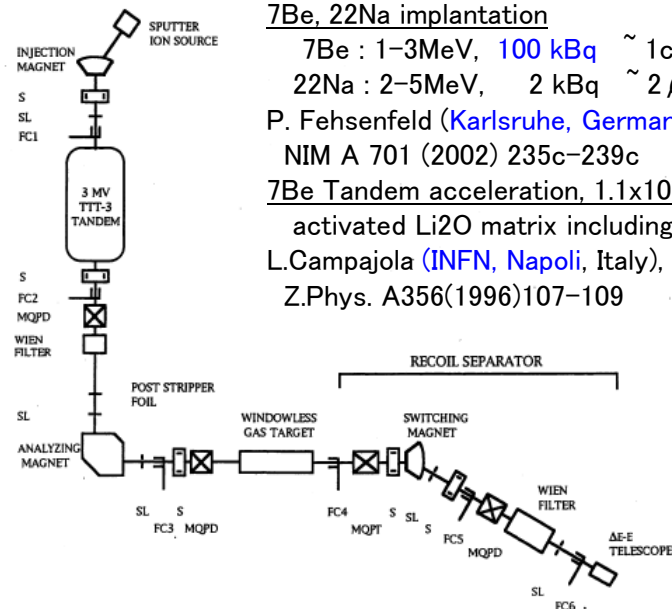 7Be, 22Na implantation
7Be : 1-3MeV, 100 kBq ~ 1c
22Na : 2-5MeV, 2 kBq ~ 2
P. Fehsenfeld (Karlsruhe, German
NIM A 701 (2002) 235c-239c
7Be Tandem acceleration, 1.1x10
activated Li2O matrix including
L.Campajola (INFN, Napoli, Italy),
Z.Phys. A356(1996)107-109
SPUTTER
ION SOURCE
INJECTION
MAGNET
S
SL
FC1
3 MV
TTT-3
TANDEM
S
FC2
MQPD
WIEN
FILTER
POST STRIPPER
FOIL
SL
ANALYZING
MAGNET
SL
FC3
S
MQPD
WINDOWLESS
GAS TARGET
RECOIL SEPARATOR
FC4
MQPT
S
SL
SWITCHING
MAGNET
S
FC5
MQPD
WIEN
FILTER
SL
FC6
ΔE-E
TELESCOPE